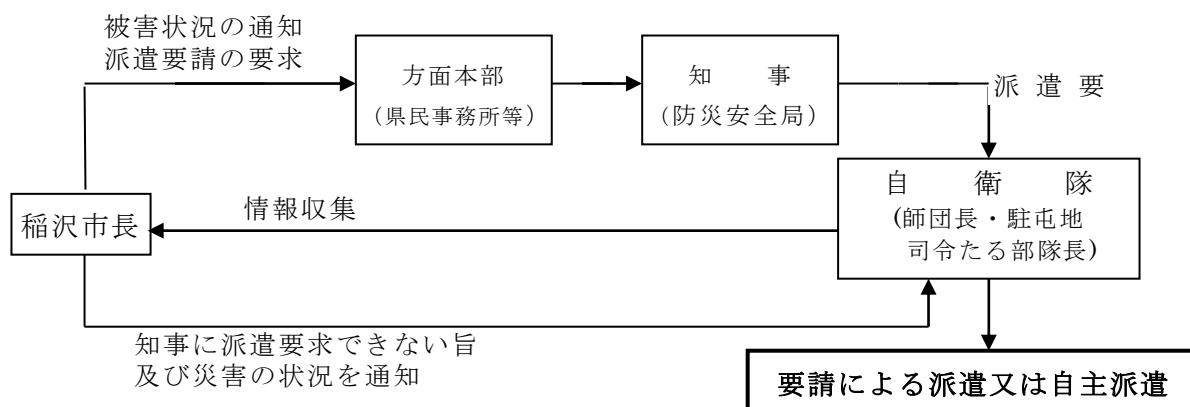 被害状況の通知
派遣要請の要求
方面本部
（県民事務所等）
知　　事
（防災安全局）
派 遣 要
自　　衛　　隊
(師団長・駐屯地
司令たる部隊長)
情報収集
稲沢市長
知事に派遣要求できない旨
及び災害の状況を通知
要請による派遣又は自主派遣